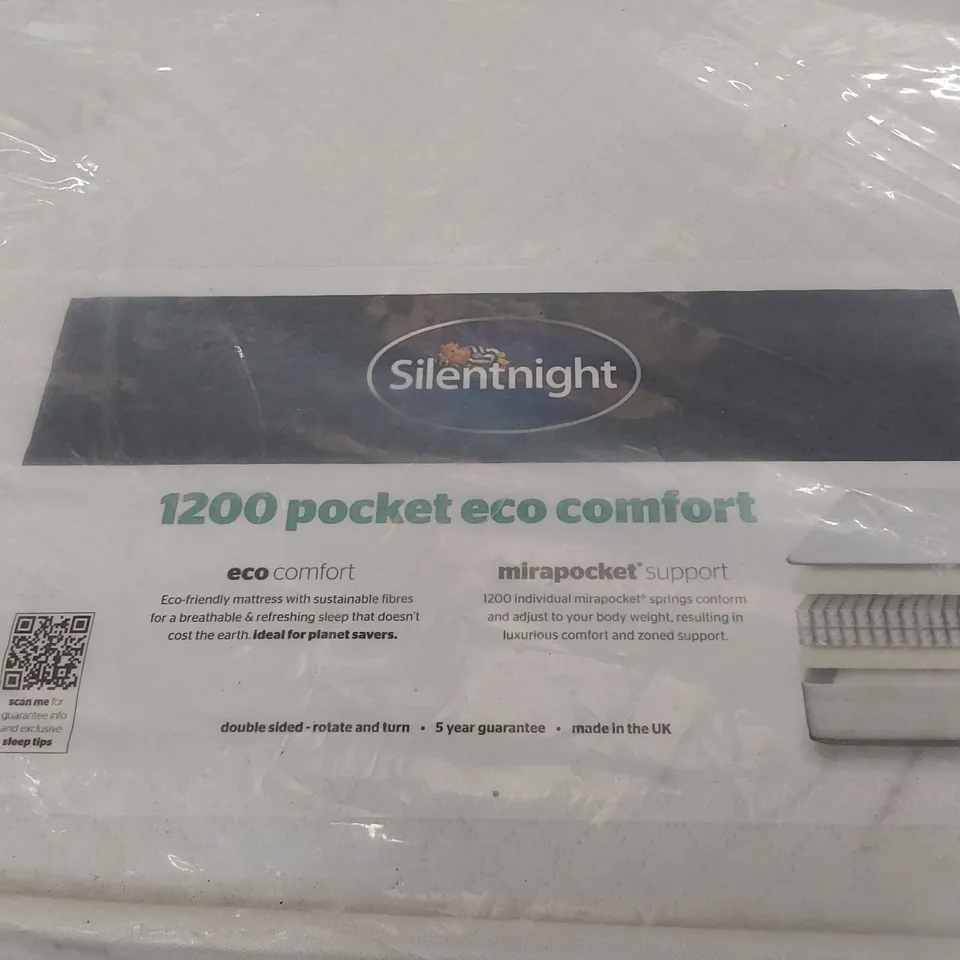 Silentnight
1200 pocket eco comfort
eco comfort
Eco-friendly mattress with sustainable fibres
for a breathable & refreshing sleep that doesn't
cost the earth. ideal for planet savers.
mirapocket® support
1200 individual mirapocket® springs conform
and adjust to your body weight, resulting in
luxurious comfort and zoned support.
scan me for
guarantee info
and exclusive
sleep tips
double sided - rotate and turn • 5 year guarantee • made in the UK